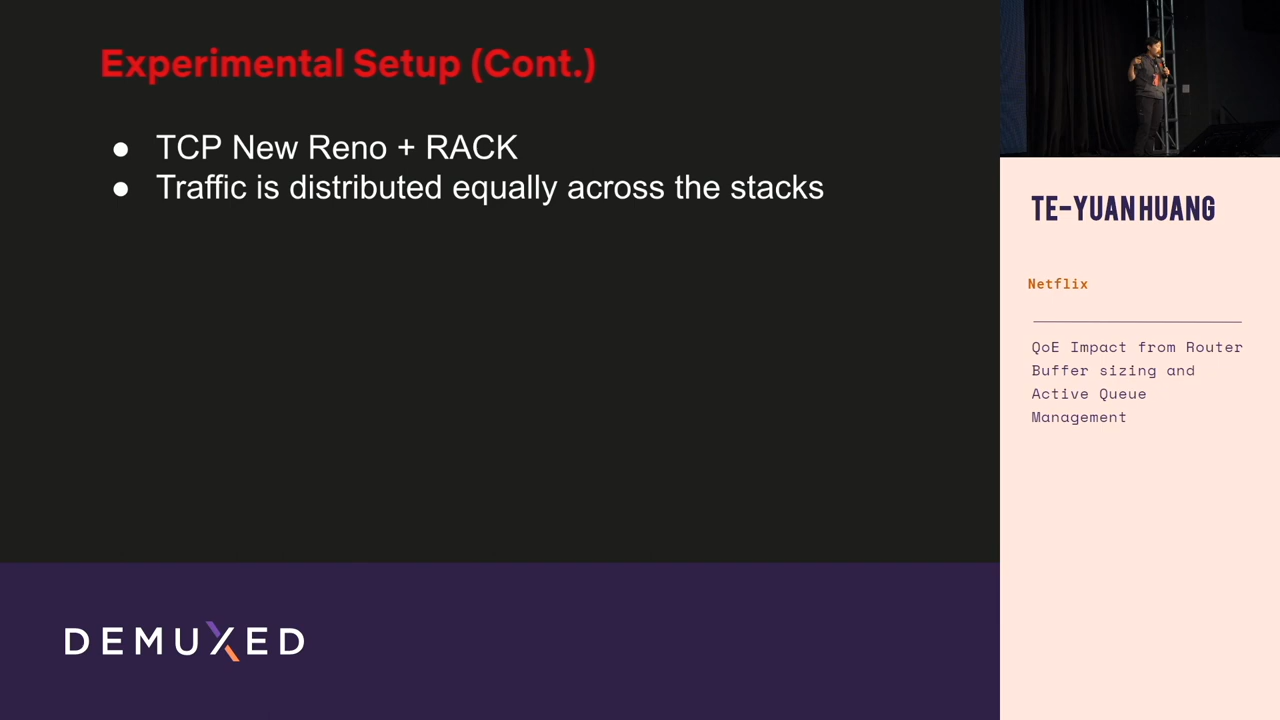 Experimental Setup (Cont.)
● TCP New Reno + RACK
● Traffic is distributed equally across the stacks
TE-YUAN HUANG
Netflix
QoE Impact from Router
Buffer sizing and
Active Queue
Management
DEMUXED